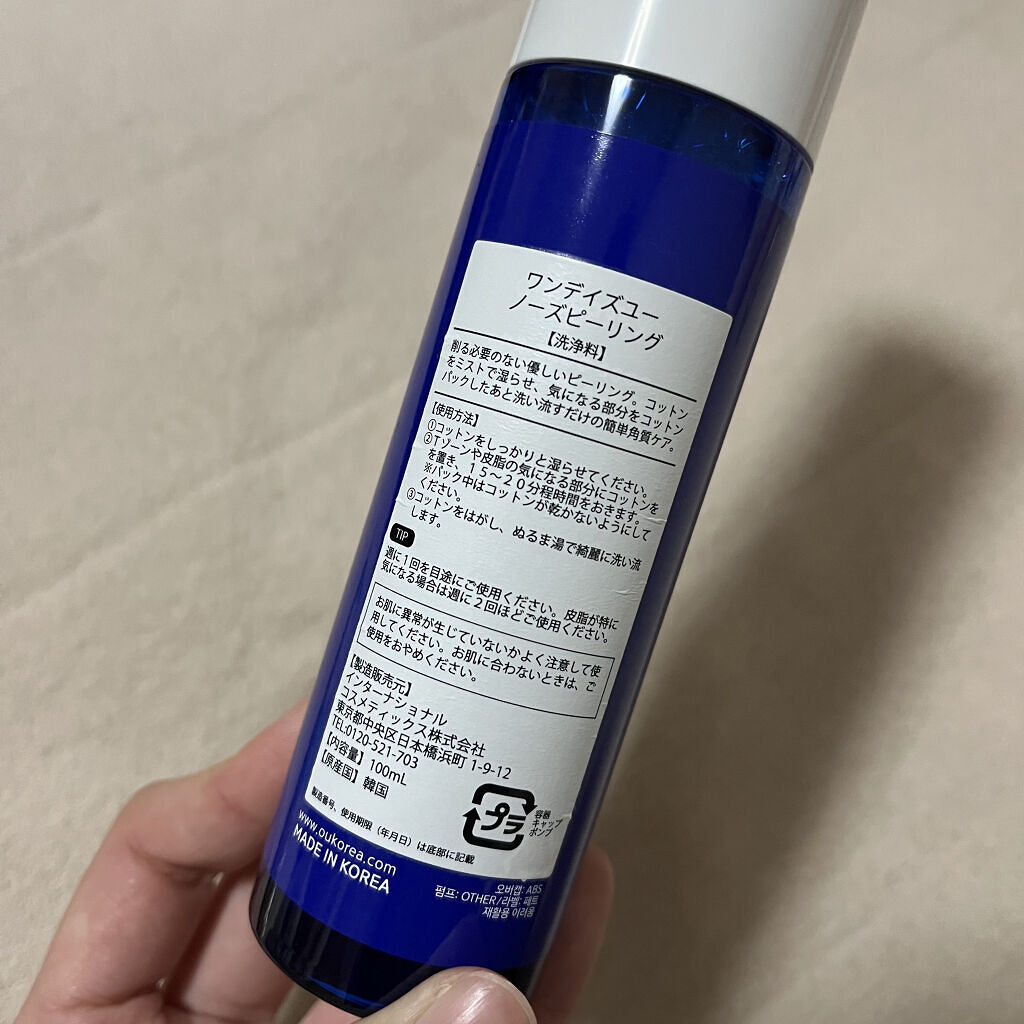 ワンデイズユー
ノーズピーリング
【洗浄料】
削る必要のない優しいピーリング。コットン
をミストで湿らせ、気になる部分をコットン
パックしたあと洗い流すだけの簡単角質ケア。
【使用方法】
①コットンをしっかりと湿らせてください。
②Tゾーンや皮脂の気になる部分にコットンを
を置き、15～20分程時間をおきます。
※パック中はコットンが乾かないようにして
ください。
③コットンをはがし、ぬるま湯で綺麗に洗い流
します。
TIP
週に1回を目途にご使用ください。皮脂が特に
気になる場合は週に2回ほどご使用ください。
お肌に異常が生じていないかよく注意して使
用してください。お肌に合わないときは、ご
使用をおやめください。
【製造販売元】
インターナショナル
コスメティックス株式会社
東京都中央区日本橋浜町 1-9-12
TEL:0120-521-703
【内容量】100mL
【原産国】韓国
製造番号、使用期限（年月日）は底部に記載
プラ
容器
キャップ
ポンプ
www.oukorea.com
MADE IN KOREA
오버캡: ABS
펌프: OTHER/라벨: 페트
재활용 어려움